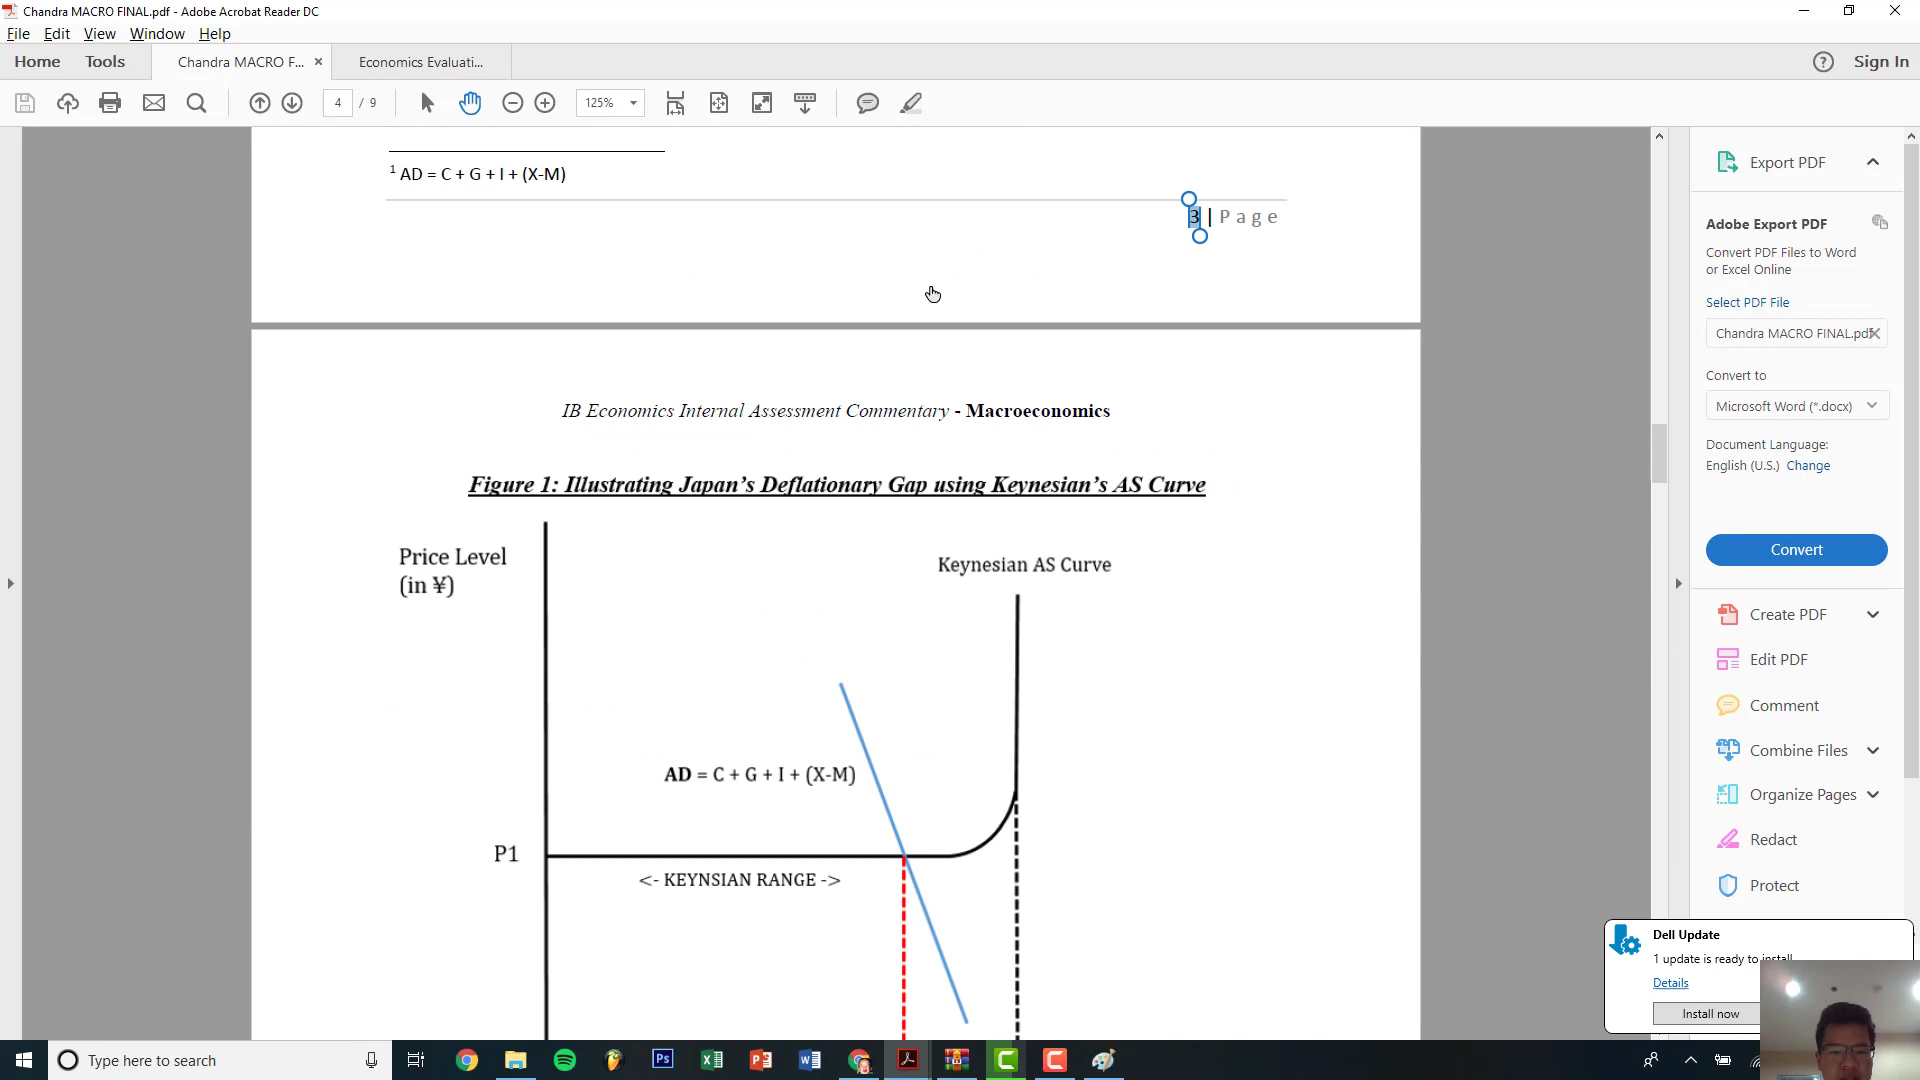 Chandra MACRO FINAL.pdf - Adobe Acrobat Reader DC
File Edit View Window Help
Home Tools Chandra MACRO F... × Economics Evaluati... Sign In
4 / 9 125%
1 AD = C + G + I + (X-M)
3 | P a g e
IB Economics Internal Assessment Commentary - Macroeconomics
Figure 1: Illustrating Japan's Deflationary Gap using Keynesian's AS Curve
Price Level
(in ¥)
Keynesian AS Curve
AD = C + G + I + (X-M)
P1
<- KEYNSIAN RANGE ->
Export PDF
Adobe Export PDF
Convert PDF Files to Word
or Excel Online
Select PDF File
Chandra MACRO FINAL.pdf
Convert to
Microsoft Word (*.docx)
Document Language:
English (U.S.) Change
Convert
Create PDF
Edit PDF
Comment
Combine Files
Organize Pages
Redact
Protect
Dell Update
1 update is ready to install
Details
Install now
Type here to search